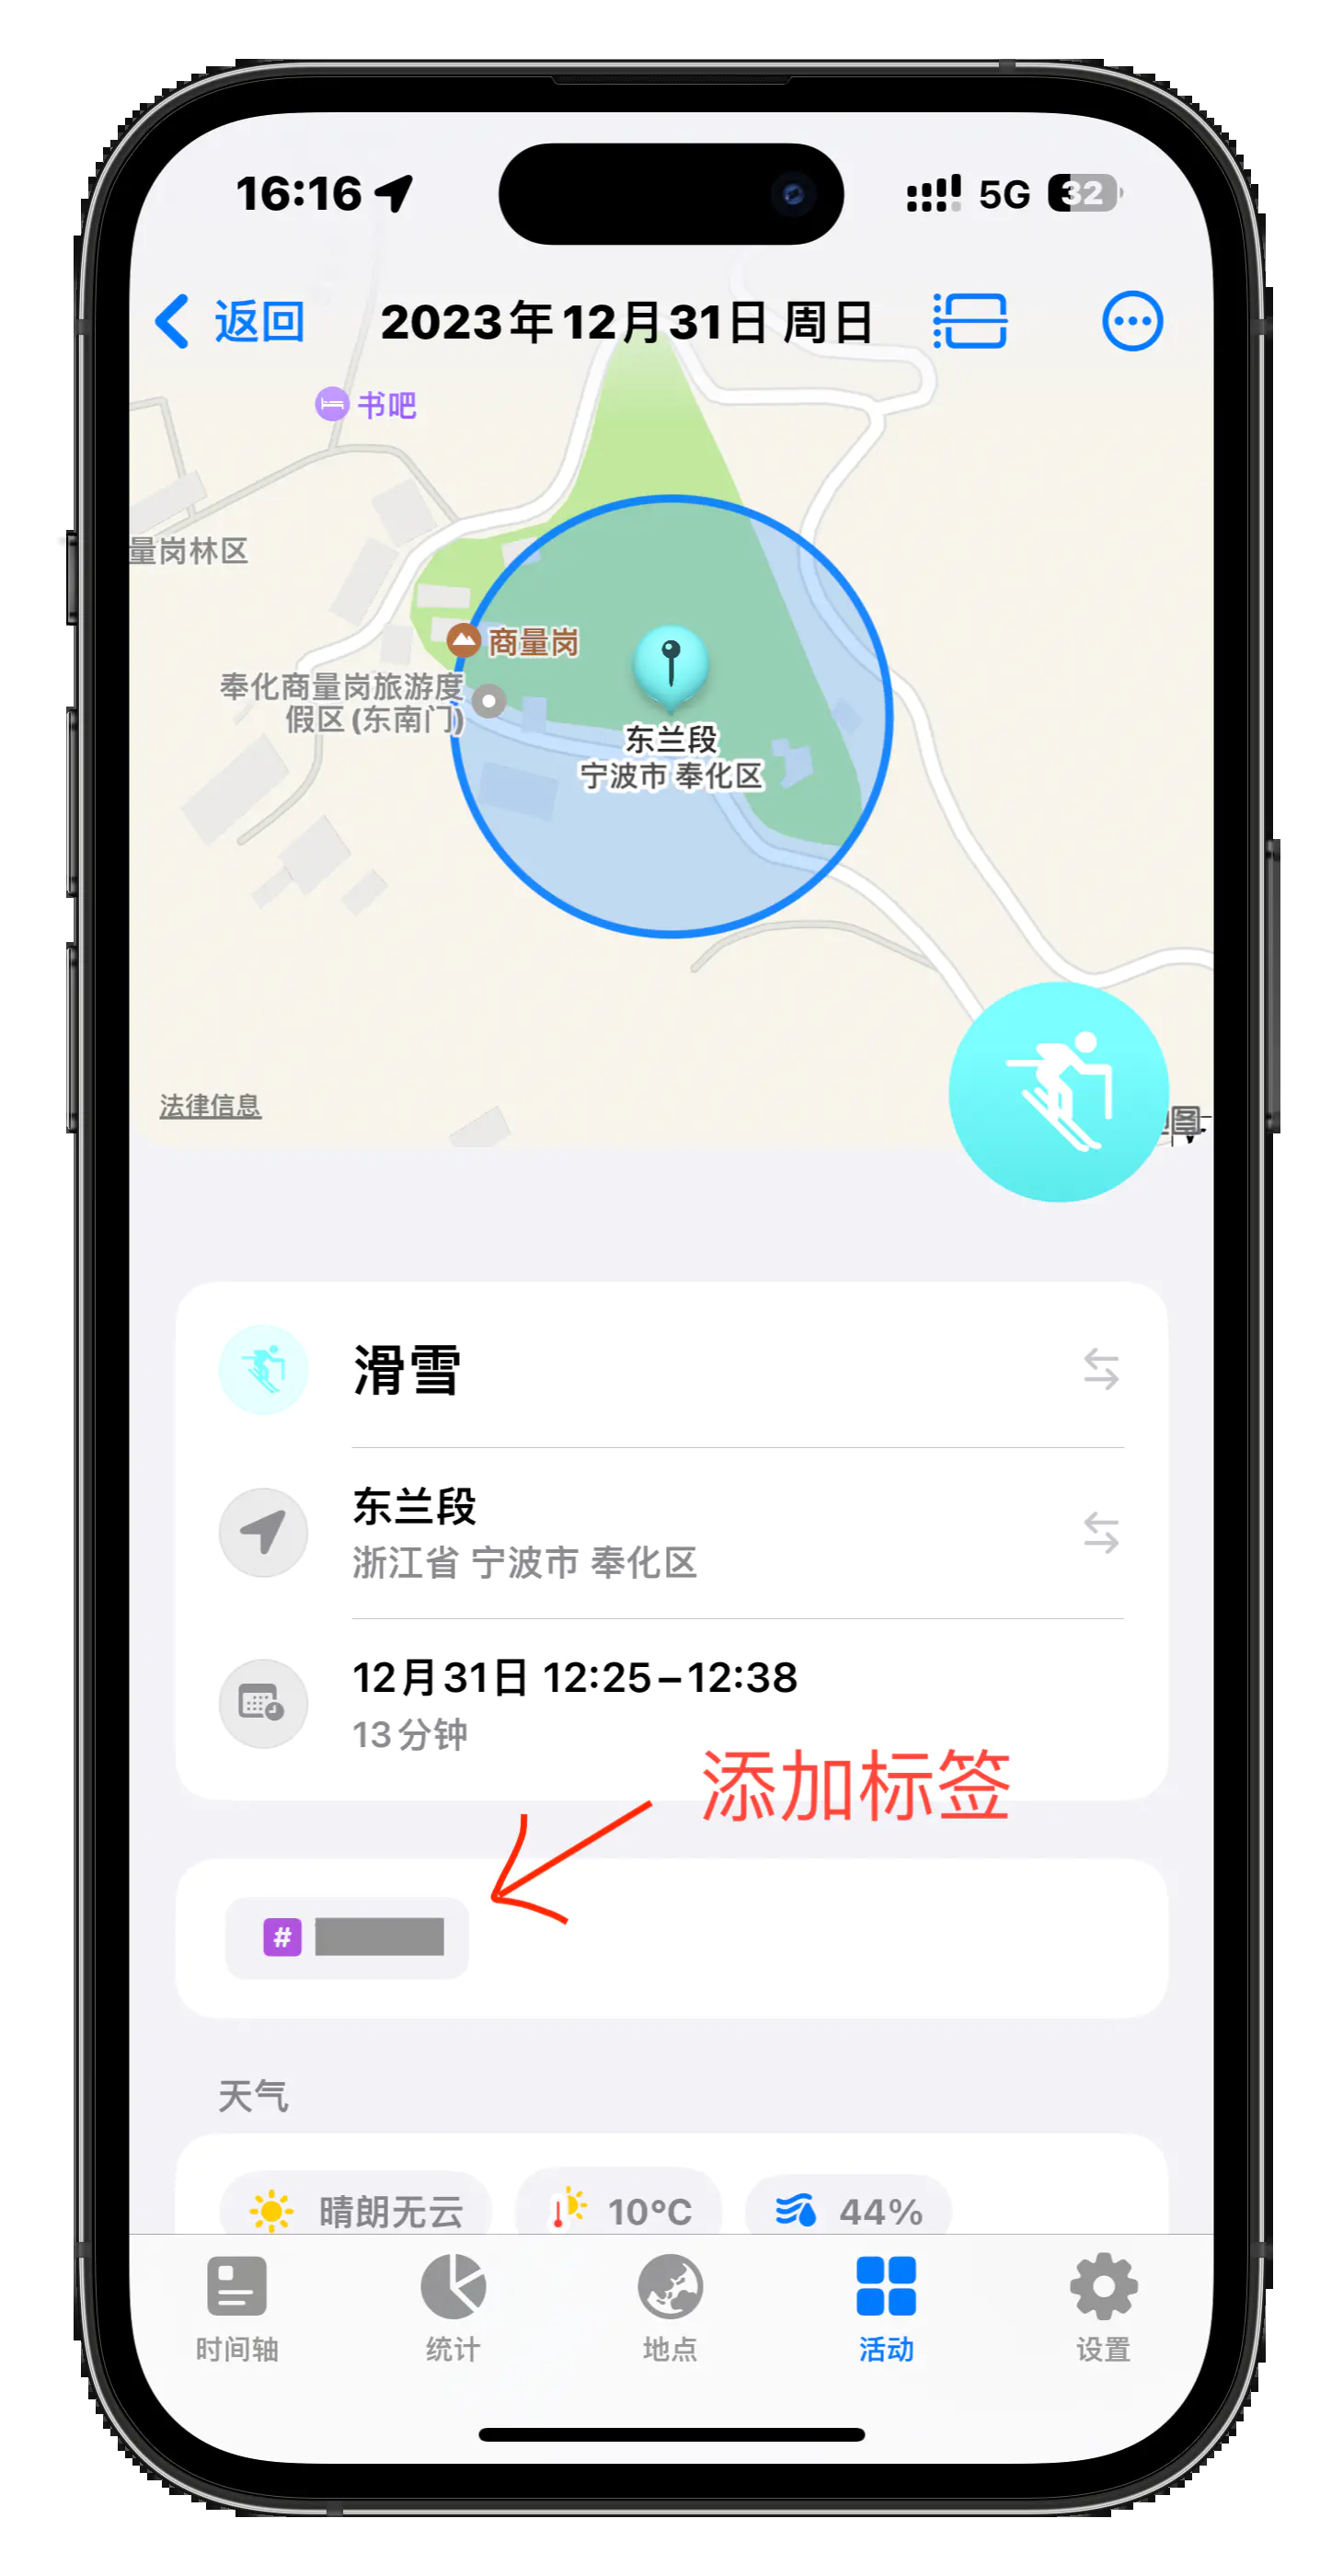 16:16
5G
32
返回
2023年12月31日 周日
书吧
量岗林区
商量岗
奉化商量岗旅游度
假区(东南门)
东兰段
宁波市 奉化区
法律信息
图
滑雪
东兰段
浙江省 宁波市 奉化区
12月31日 12:25–12:38
13分钟
添加标签
#
天气
晴朗无云
10°C
44%
时间轴
统计
地点
活动
设置